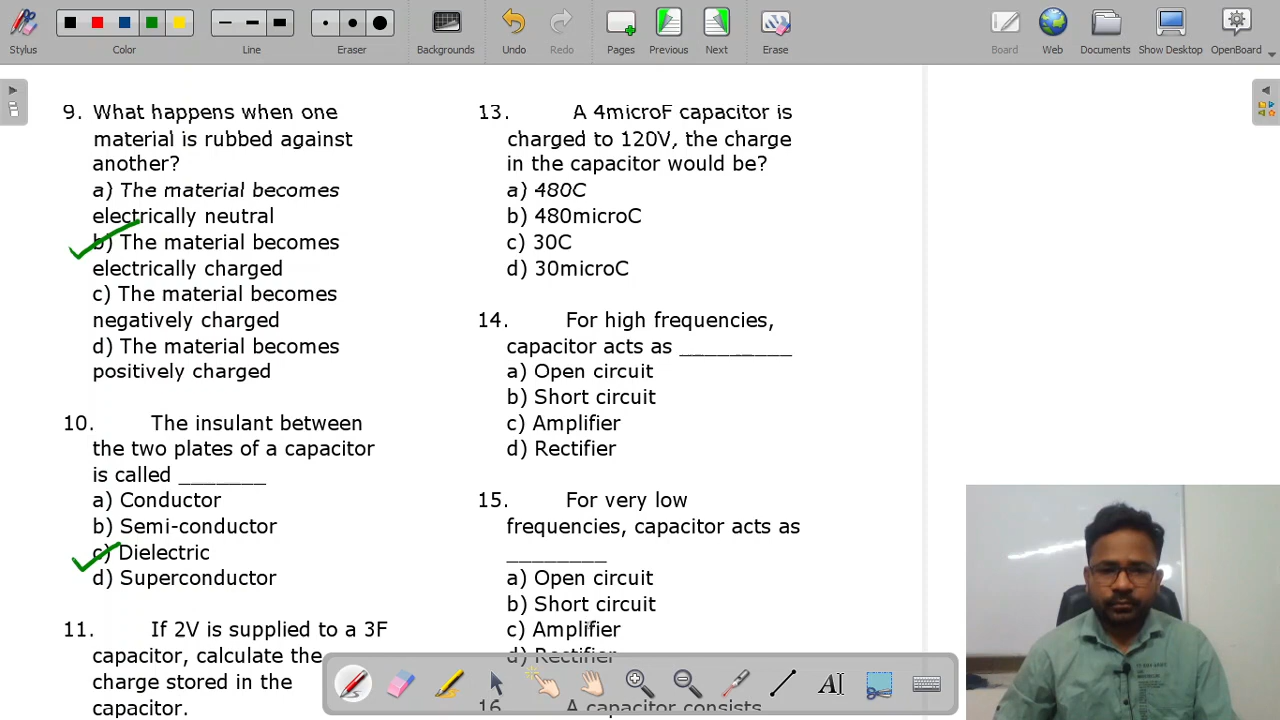 Stylus
Color
Line
Eraser
Backgrounds
Undo
Redo
Pages
Previous
Next
Erase
Board
Web
Documents
Show Desktop
OpenBoard
9. What happens when one
material is rubbed against
another?
a) The material becomes
electrically neutral
b) The material becomes
electrically charged
c) The material becomes
negatively charged
d) The material becomes
positively charged
10. The insulant between
the two plates of a capacitor
is called _______
a) Conductor
b) Semi-conductor
c) Dielectric
d) Superconductor
11. If 2V is supplied to a 3F
capacitor, calculate the
charge stored in the
capacitor.
13. A 4microF capacitor is
charged to 120V, the charge
in the capacitor would be?
a) 480C
b) 480microC
c) 30C
d) 30microC
14. For high frequencies,
capacitor acts as _________
a) Open circuit
b) Short circuit
c) Amplifier
d) Rectifier
15. For very low
frequencies, capacitor acts as
________
a) Open circuit
b) Short circuit
c) Amplifier
d) Rectifier
16. A capacitor consists